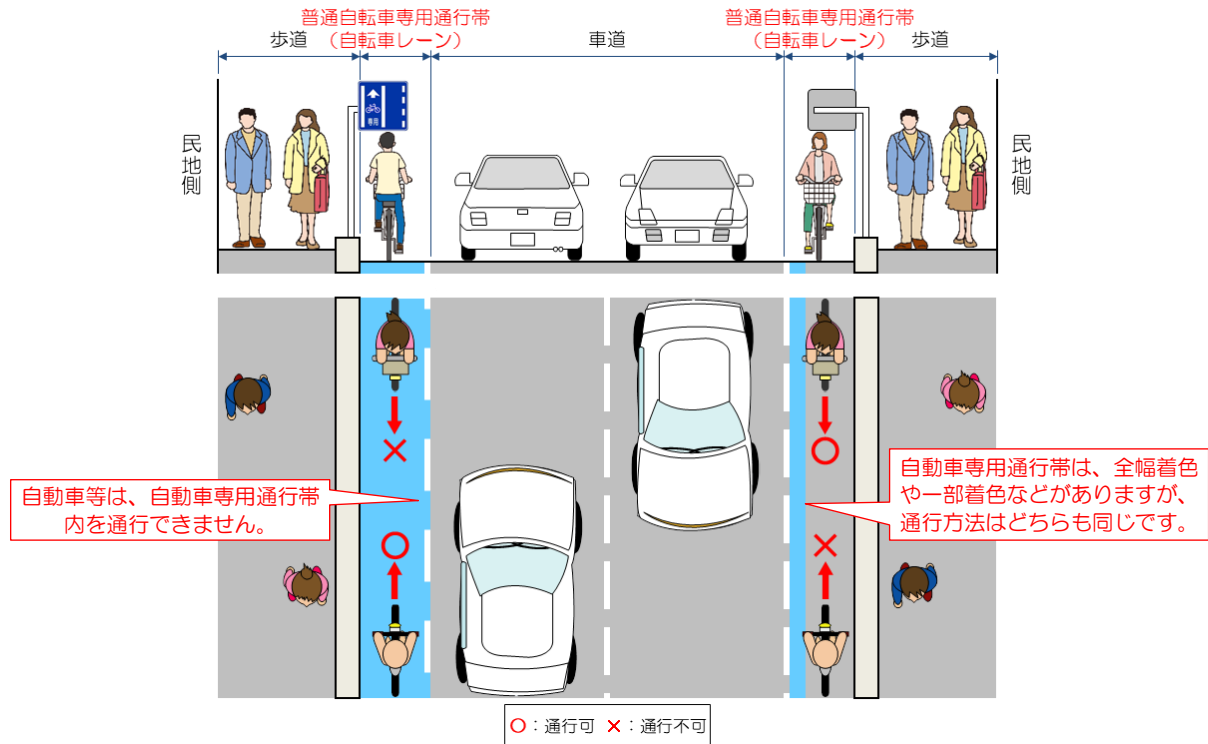 普通自転車専用通行帯
(自転車レーン)
普通自転車専用通行帯
(自転車レーン)
歩道
車道
歩道
専用
民地側
民地側
自動車等は、自動車専用通行帯
内を通行できません。
自動車専用通行帯は、全幅着色
や一部着色などがありますが、
通行方法はどちらも同じです。
○:通行可 ×:通行不可